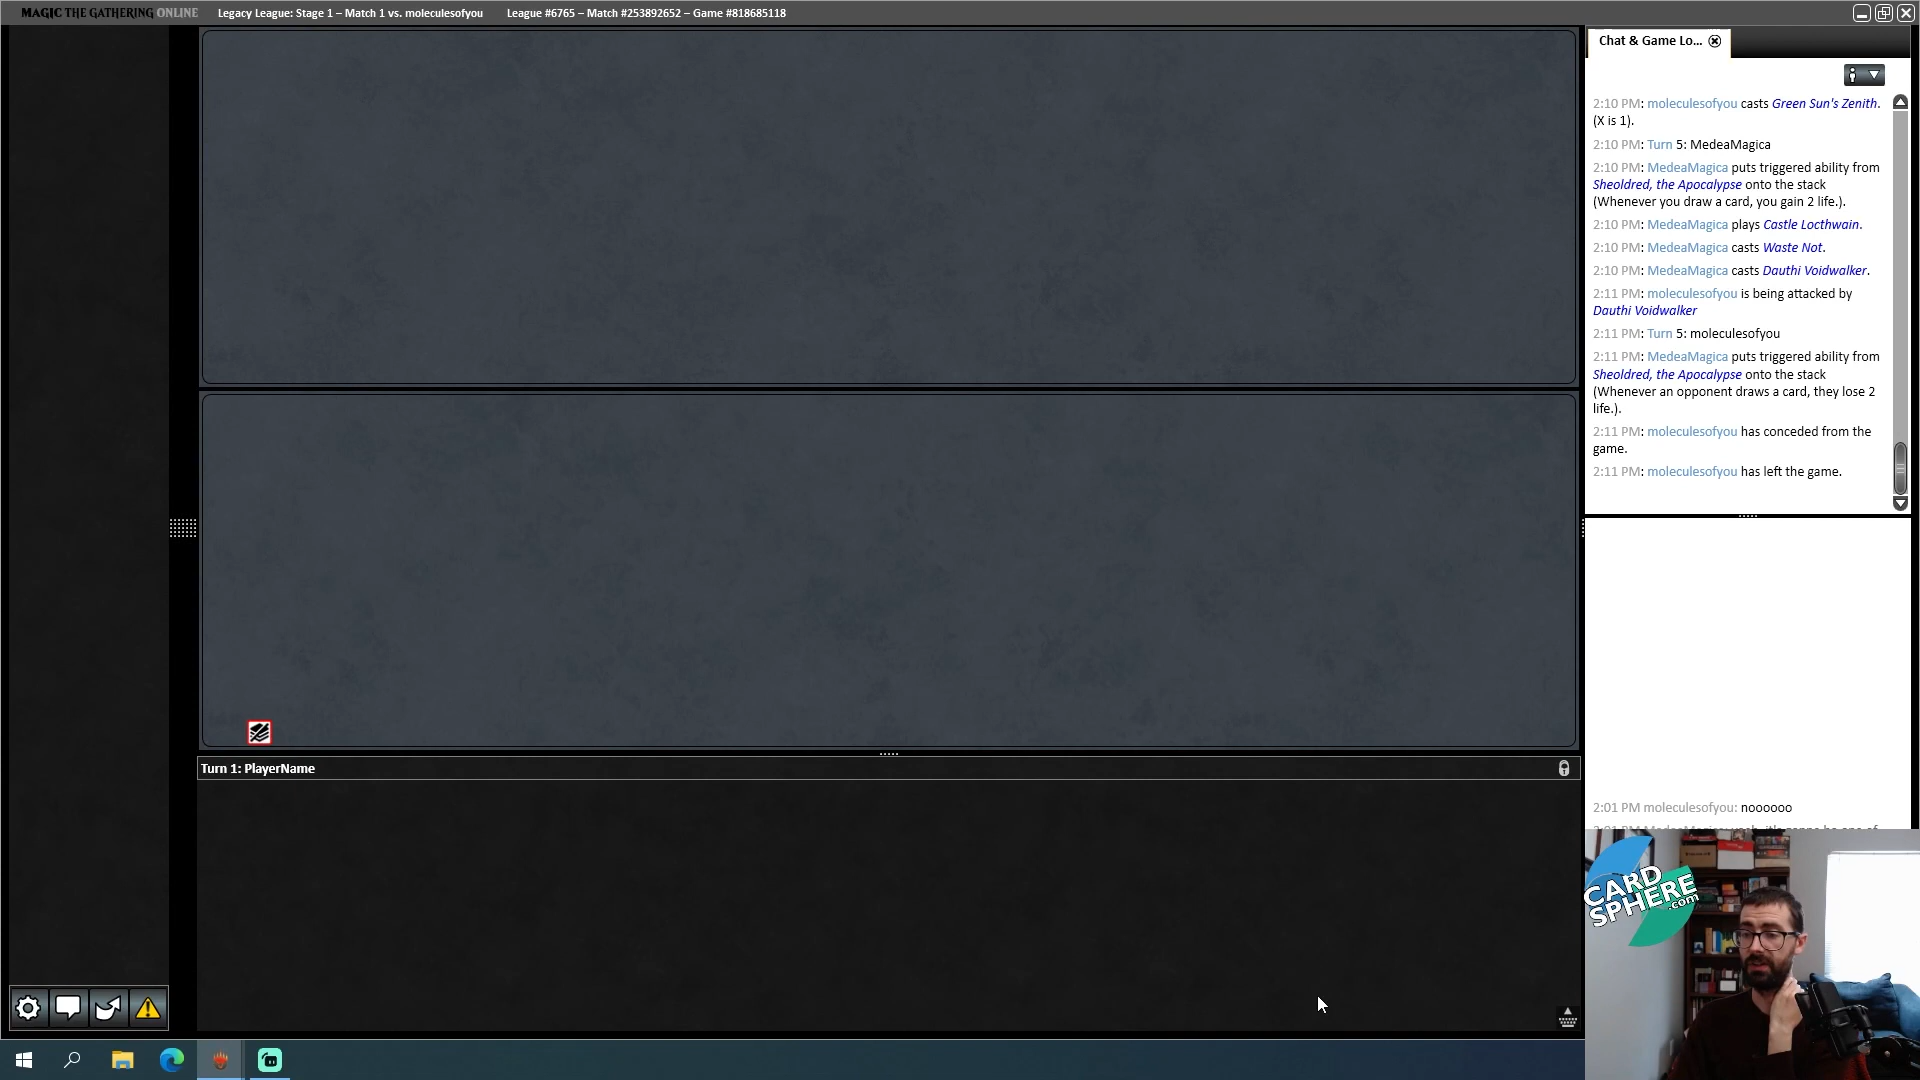 MAGIC THE GATHERING ONLINE
Legacy League: Stage 1 – Match 1 vs. moleculesofyou
League #6765 – Match #253892652 – Game #818685118
Chat & Game Lo...
2:10 PM: moleculesofyou casts Green Sun's Zenith.
(X is 1).
2:10 PM: Turn 5: MedeaMagica
2:10 PM: MedeaMagica puts triggered ability from
Sheoldred, the Apocalypse onto the stack
(Whenever you draw a card, you gain 2 life.).
2:10 PM: MedeaMagica plays Castle Locthwain.
2:10 PM: MedeaMagica casts Waste Not.
2:10 PM: MedeaMagica casts Dauthi Voidwalker.
2:11 PM: moleculesofyou is being attacked by
Dauthi Voidwalker
2:11 PM: Turn 5: moleculesofyou
2:11 PM: MedeaMagica puts triggered ability from
Sheoldred, the Apocalypse onto the stack
(Whenever an opponent draws a card, they lose 2
life.).
2:11 PM: moleculesofyou has conceded from the
game.
2:11 PM: moleculesofyou has left the game.
Turn 1: PlayerName
2:01 PM moleculesofyou: noooooo
CARD
SPHERE
.com